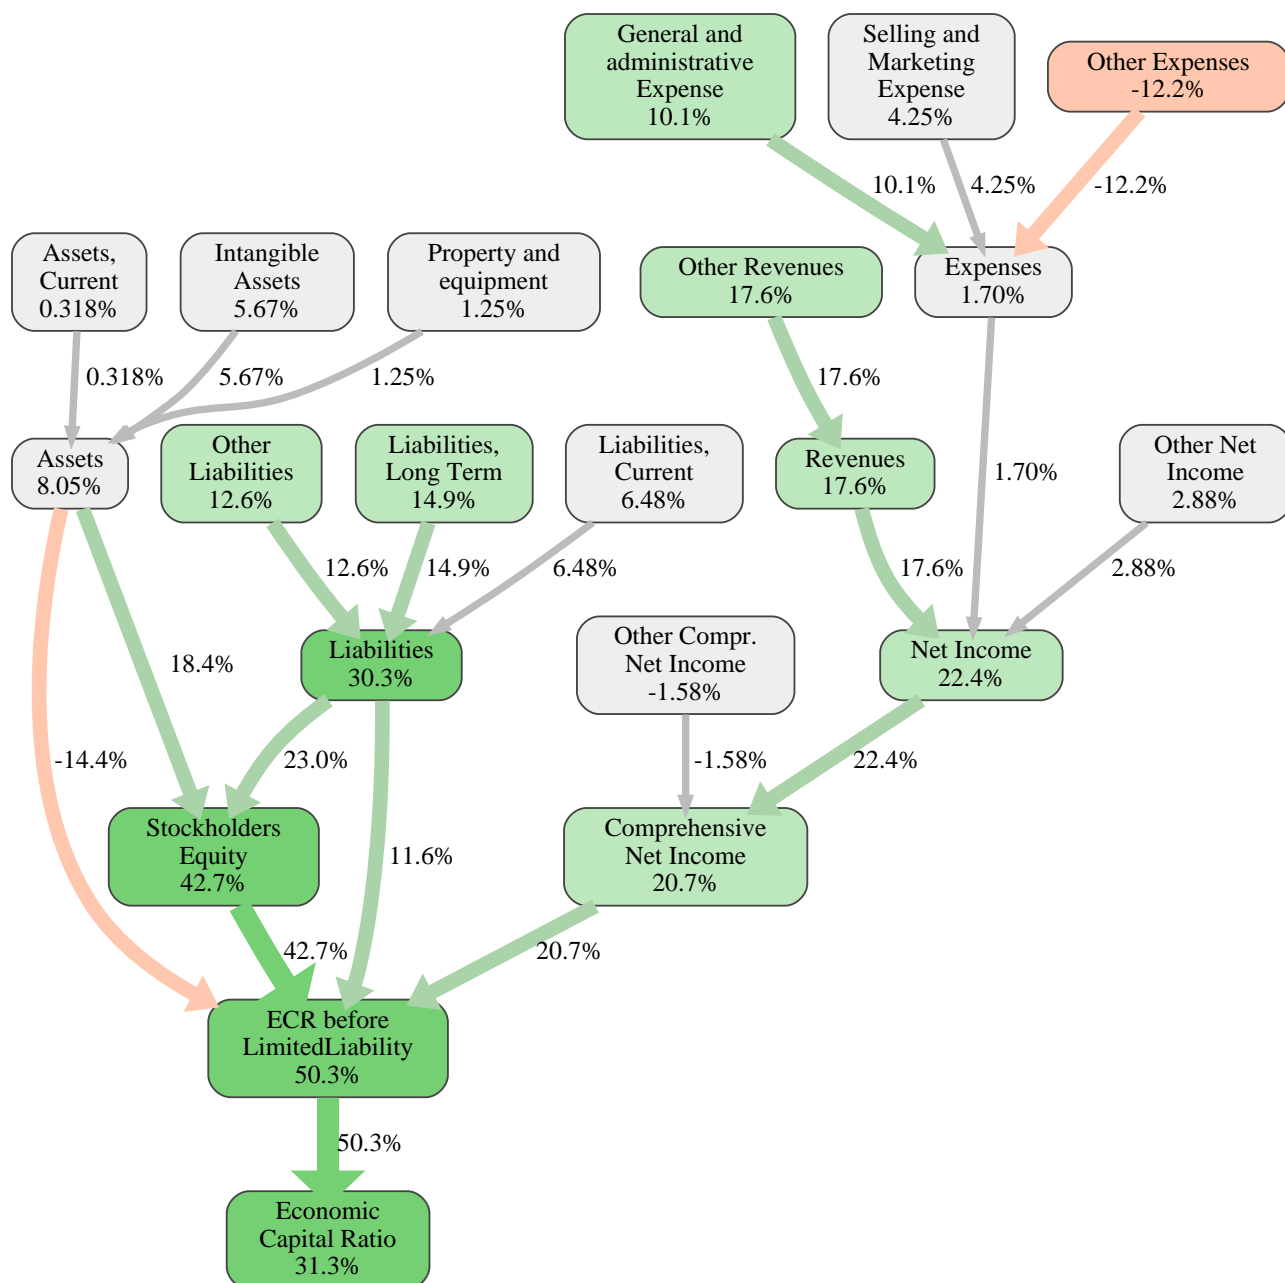 General and
administrative
Expense
10.1%
Selling and
Marketing
Expense
4.25%
Other Expenses
-12.2%
10.1%
4.25%
-12.2%
Assets,
Current
0.318%
Intangible
Assets
5.67%
Property and
equipment
1.25%
Other Revenues
17.6%
Expenses
1.70%
0.318%
5.67%
1.25%
17.6%
Assets
8.05%
Other
Liabilities
12.6%
Liabilities,
Long Term
14.9%
Liabilities,
Current
6.48%
Revenues
17.6%
1.70%
Other Net
Income
2.88%
12.6%
14.9%
6.48%
17.6%
2.88%
18.4%
Liabilities
30.3%
Other Compr.
Net Income
-1.58%
Net Income
22.4%
-14.4%
23.0%
-1.58%
22.4%
Stockholders
Equity
42.7%
11.6%
Comprehensive
Net Income
20.7%
42.7%
20.7%
ECR before
LimitedLiability
50.3%
50.3%
Economic
Capital Ratio
31.3%